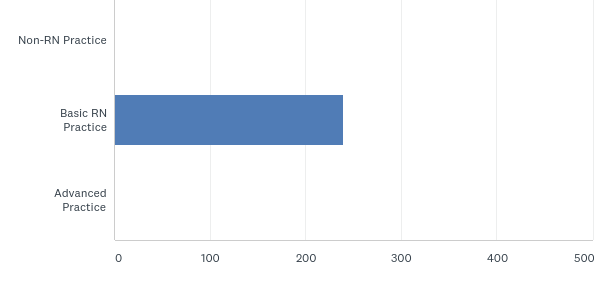 Non-RN Practice
Basic RN
Practice
Advanced
Practice
0 100 200 300 400 500